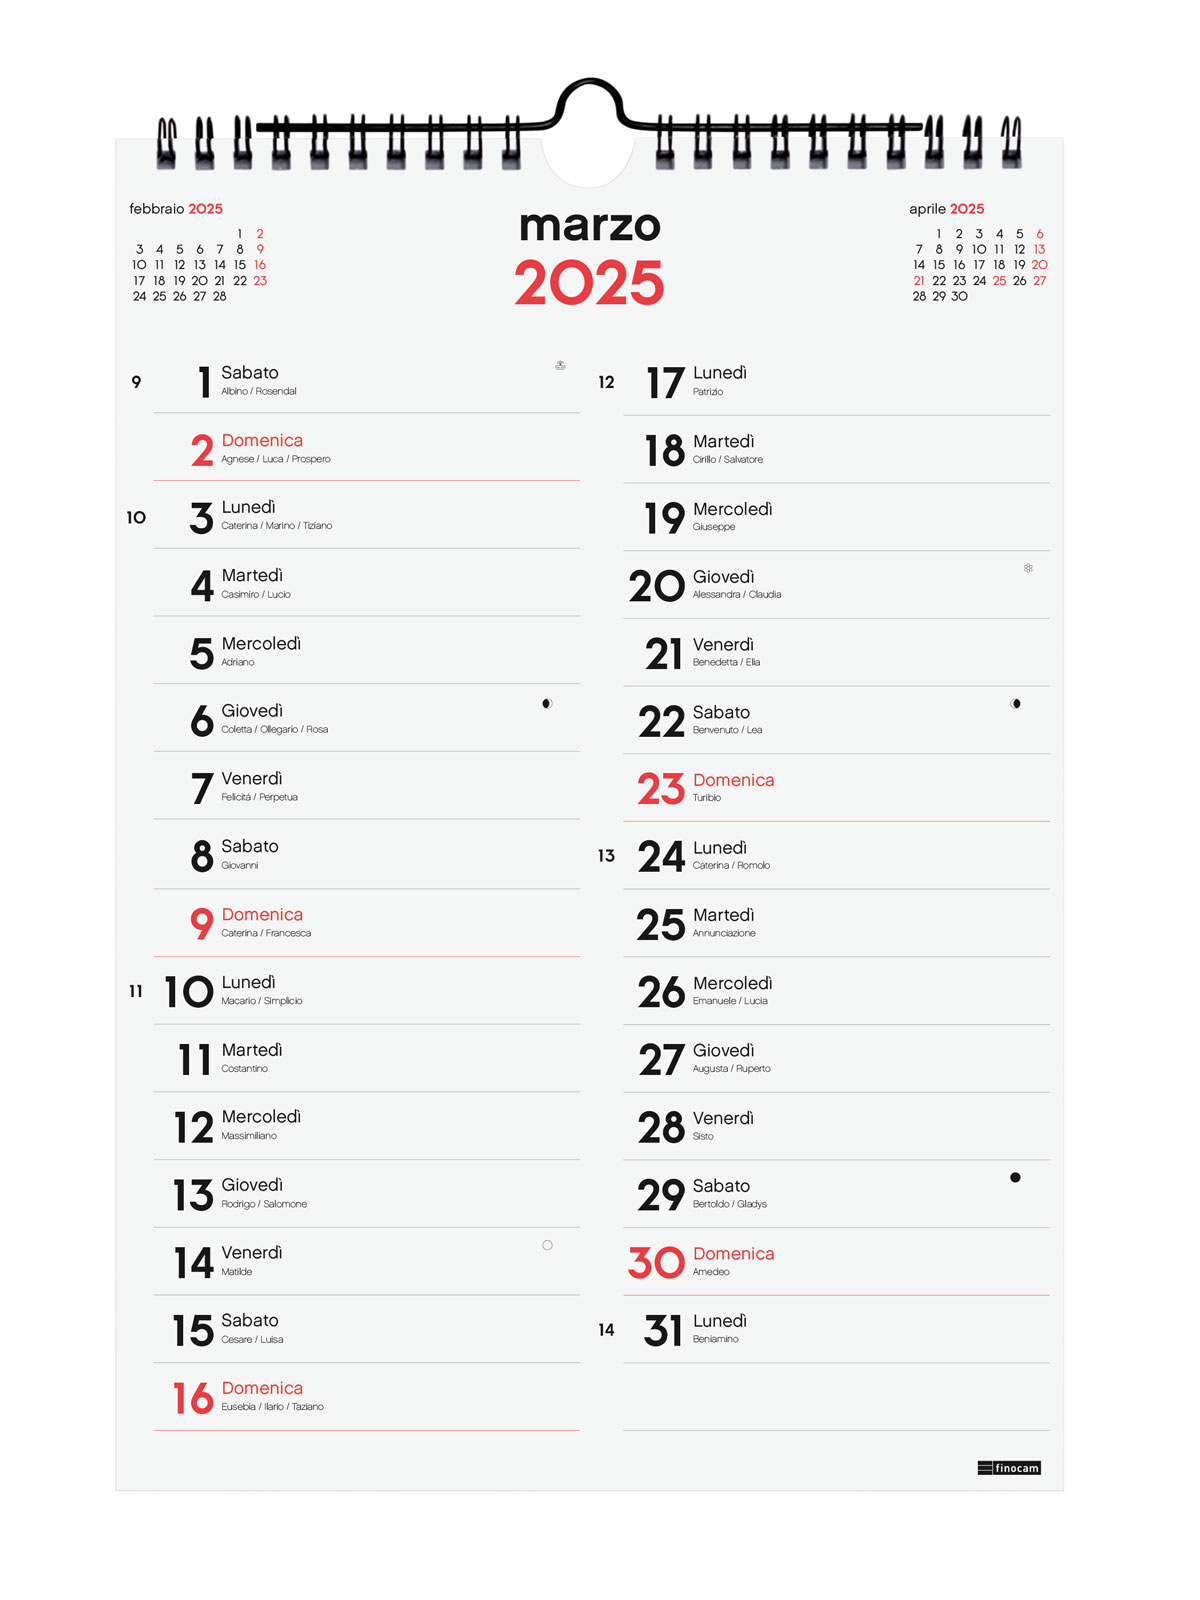 febbraio 2025
1 2
3 4 5 6 7 8 9
10 11 12 13 14 15 16
17 18 19 20 21 22 23
24 25 26 27 28
marzo
2025
aprile 2025
1 2 3 4 5 6
7 8 9 10 11 12 13
14 15 16 17 18 19 20
21 22 23 24 25 26 27
28 29 30
9
1 Sabato
Albino / Rosendal
2 Domenica
Agnese / Luca / Prospero
10
3 Lunedì
Caterina / Marino / Tiziano
4 Martedì
Casimiro / Lucio
5 Mercoledì
Adriano
6 Giovedì
Coletta / Ollegario / Rosa
7 Venerdì
Felicitá / Perpetua
8 Sabato
Giovanni
9 Domenica
Caterina / Francesca
11
10 Lunedì
Macario / Simplicio
11 Martedì
Costantino
12 Mercoledì
Massimiliano
13 Giovedì
Rodrigo / Salomone
14 Venerdì
Matilde
15 Sabato
Cesare / Luisa
16 Domenica
Eusebia / Ilario / Taziano
12
17 Lunedì
Patrizio
18 Martedì
Cirillo / Salvatore
19 Mercoledì
Giuseppe
20 Giovedì
Alessandra / Claudia
21 Venerdì
Benedetta / Elia
22 Sabato
Benvenuto / Lea
23 Domenica
Turibio
13
24 Lunedì
Caterina / Romolo
25 Martedì
Annunciazione
26 Mercoledì
Emanuele / Lucia
27 Giovedì
Augusta / Ruperto
28 Venerdì
Sisto
29 Sabato
Bertoldo / Gladys
30 Domenica
Amedeo
14
31 Lunedì
Beniamino
finocam